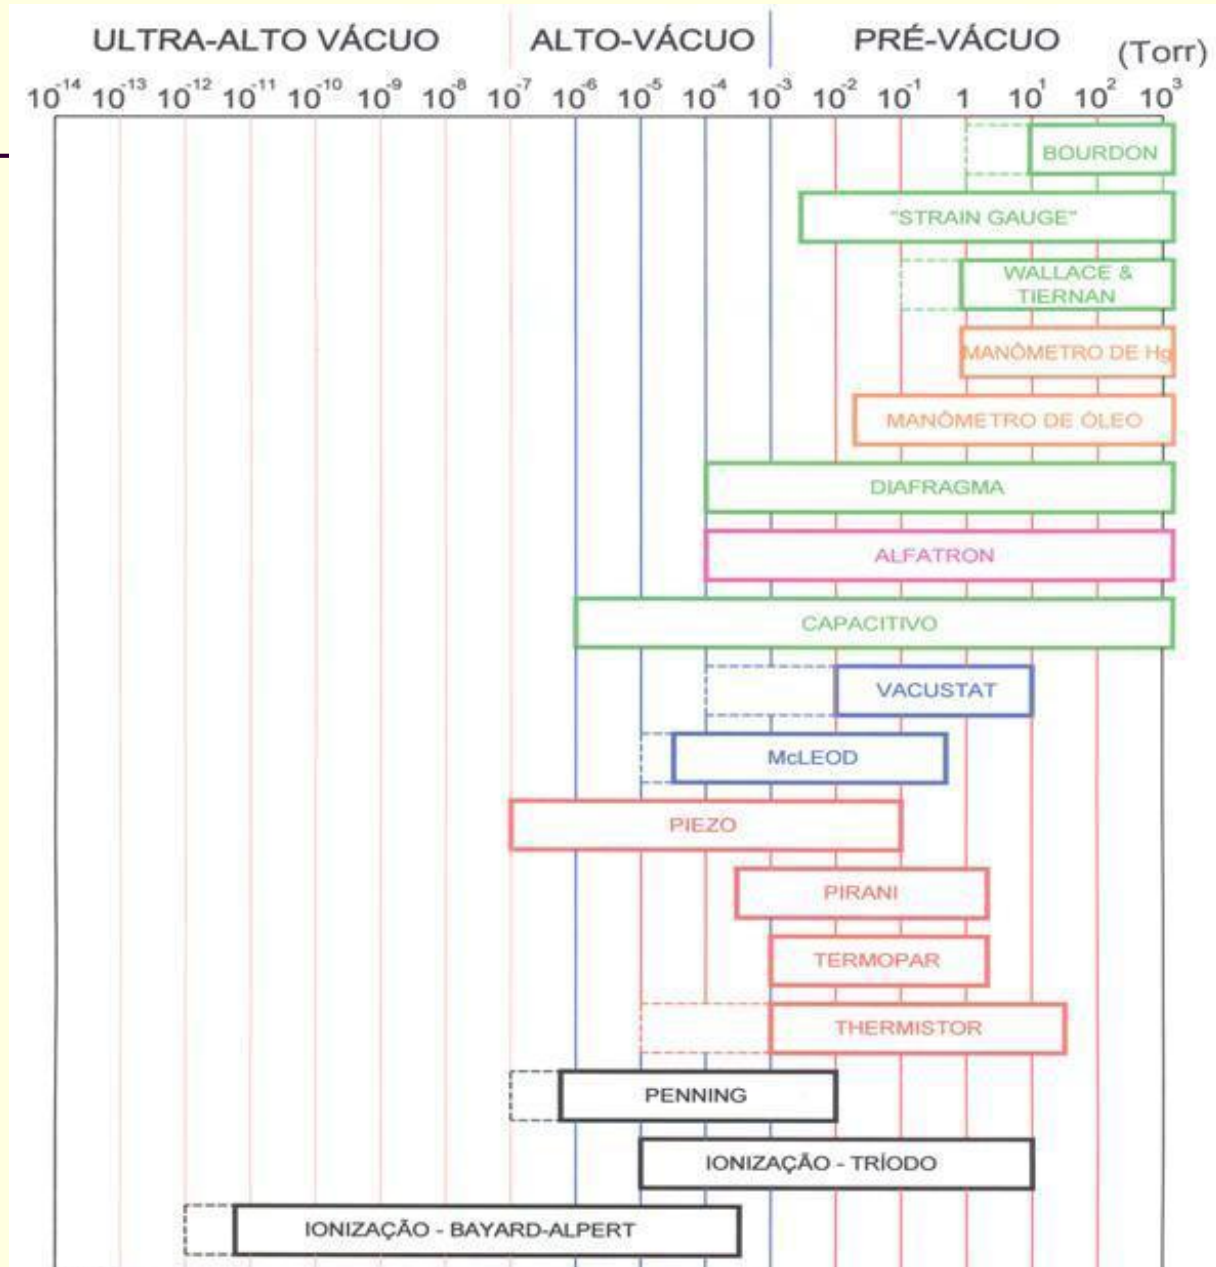 ULTRA-ALTO VÁCUO ALTO-VÁCUO PRÉ-VÁCUO (Torr)
10⁻¹⁴ 10⁻¹³ 10⁻¹² 10⁻¹¹ 10⁻¹⁰ 10⁻⁹ 10⁻⁸ 10⁻⁷ 10⁻⁶ 10⁻⁵ 10⁻⁴ 10⁻³ 10⁻² 10⁻¹ 1 10¹ 10² 10³
BOURDON
"STRAIN GAUGE"
WALLACE &
TIERNAN
MANÔMETRO DE Hg
MANÔMETRO DE ÓLEO
DIAFRAGMA
ALFATRON
CAPACITIVO
VACUSTAT
McLEOD
PIEZO
PIRANI
TERMOPAR
THERMISTOR
PENNING
IONIZAÇÃO - TRÍODO
IONIZAÇÃO - BAYARD-ALPERT